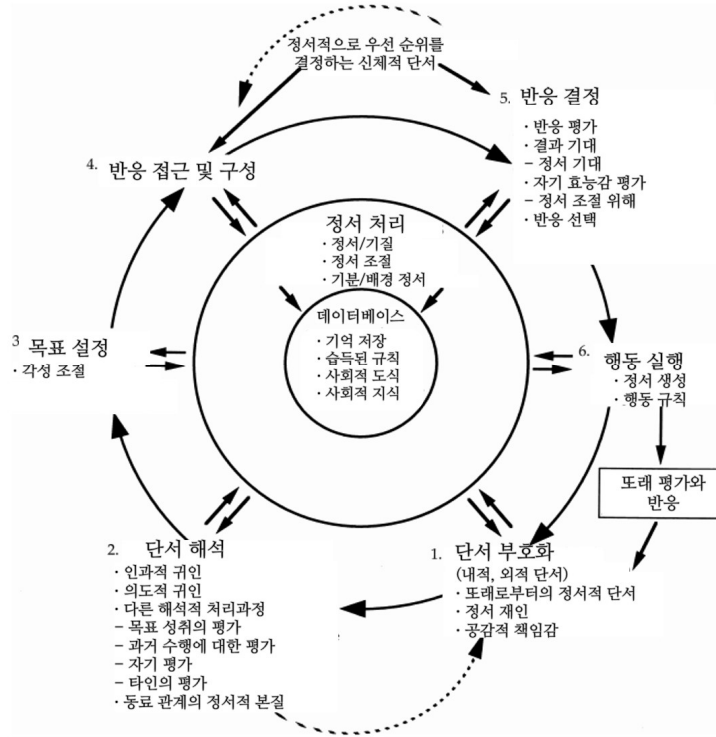 정서적으로 우선 순위를
결정하는 신체적 단서
5. 반응 결정
· 반응 평가
· 결과 기대
– 정서 기대
· 자기 효능감 평가
– 정서 조절 위해
· 반응 선택
4. 반응 접근 및 구성
정서 처리
· 정서/기질
· 정서 조절
· 기분/배경 정서
데이터베이스
· 기억 저장
· 습득된 규칙
· 사회적 도식
· 사회적 지식
3 목표 설정
· 각성 조절
6. 행동 실행
· 정서 생성
· 행동 규칙
또래 평가와
반응
2. 단서 해석
· 인과적 귀인
· 의도적 귀인
· 다른 해석적 처리과정
– 목표 성취의 평가
– 과거 수행에 대한 평가
– 자기 평가
– 타인의 평가
· 동료 관계의 정서적 본질
1. 단서 부호화
(내적, 외적 단서)
· 또래로부터의 정서적 단서
· 정서 재인
· 공감적 책임감